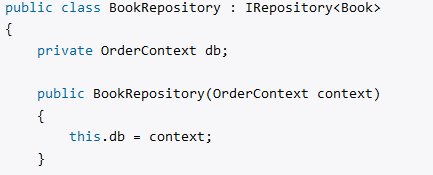 public class BookRepository : IRepository<Book>
{
    private OrderContext db;

    public BookRepository(OrderContext context)
    {
        this.db = context;
    }